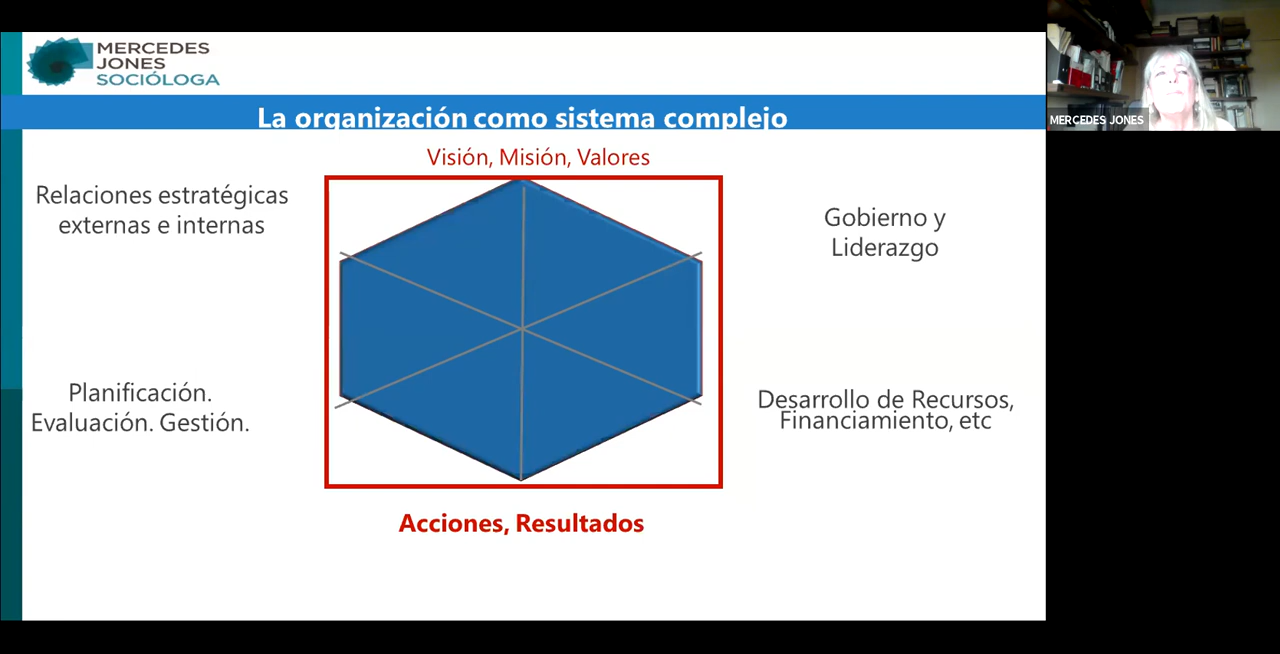 MERCEDES
JONES
SOCIÓLOGA
La organización como sistema complejo
Visión, Misión, Valores
Relaciones estratégicas
externas e internas
Gobierno y
Liderazgo
Planificación.
Evaluación. Gestión.
Desarrollo de Recursos,
Financiamiento, etc
Acciones, Resultados
MERCEDES JONES